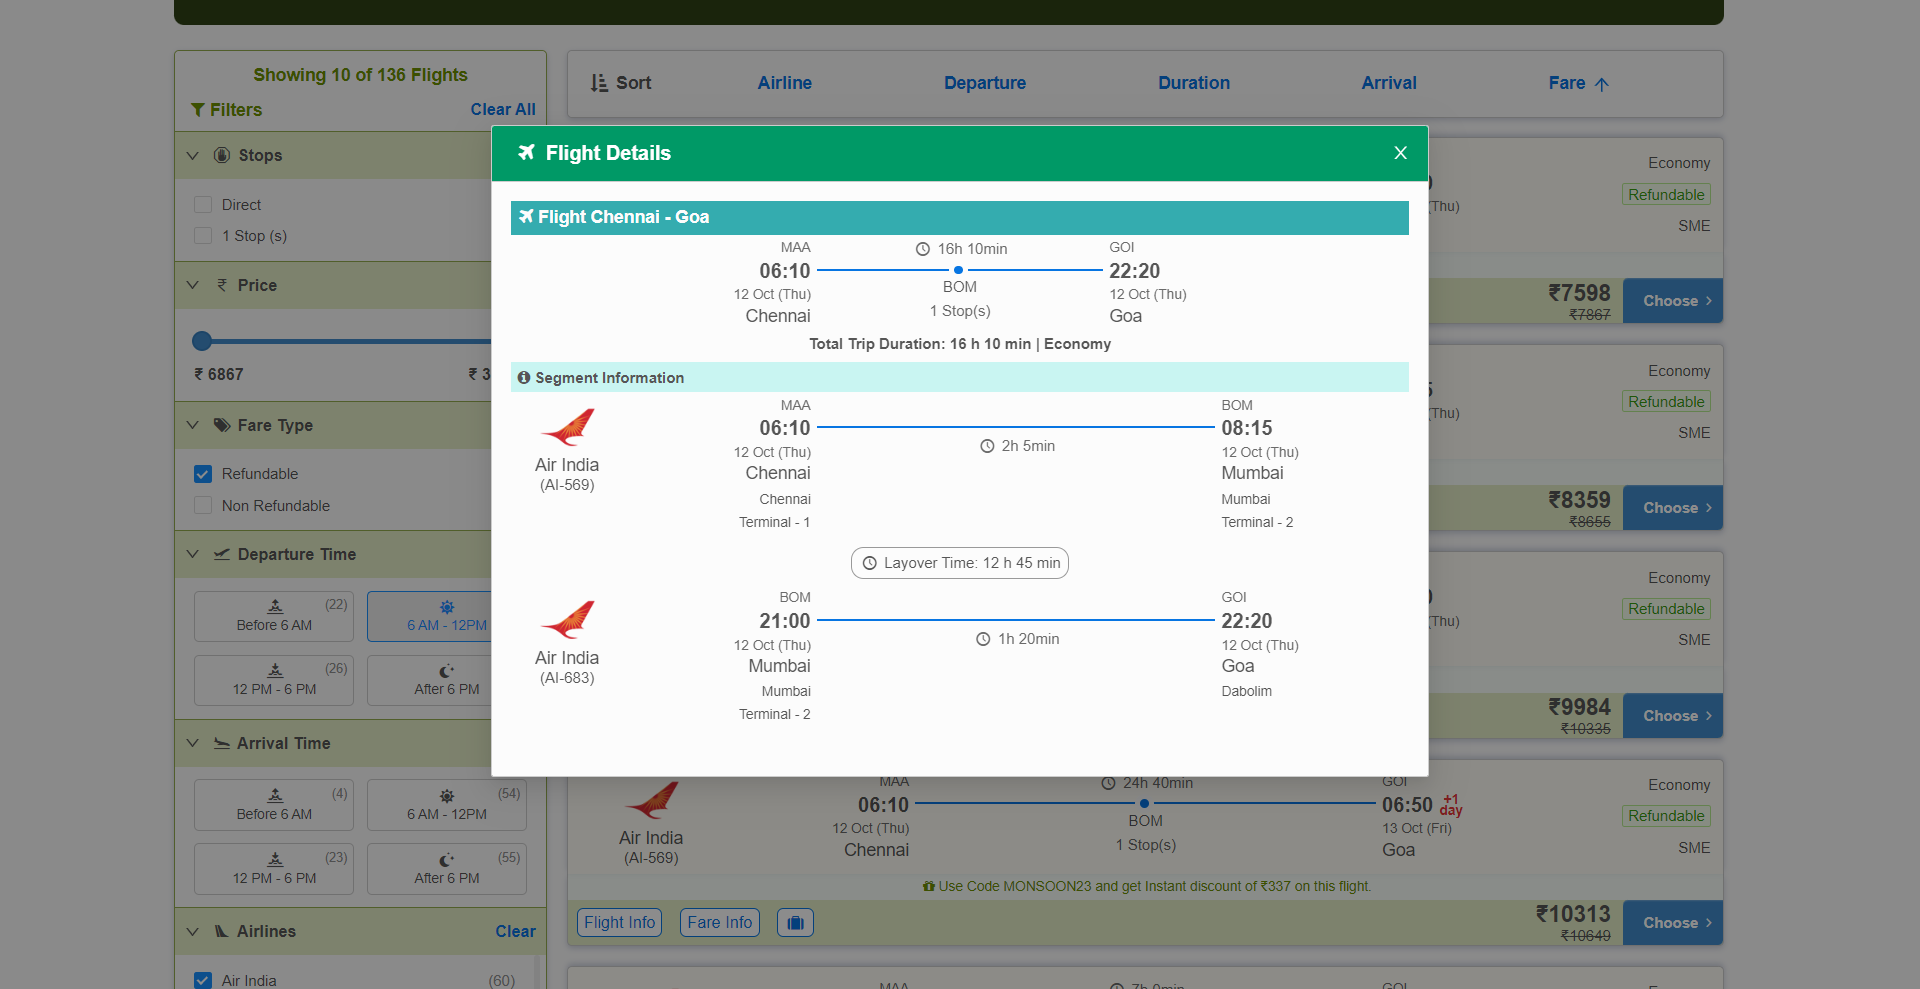 Showing 10 of 136 Flights
Filters
Clear All
Stops
Direct
1 Stop (s)
₹ Price
₹ 6867
₹ 3
Fare Type
Refundable
Non Refundable
Departure Time
(22)
Before 6 AM
6 AM - 12PM
(26)
12 PM - 6 PM
After 6 PM
Arrival Time
(4)
Before 6 AM
(54)
6 AM - 12PM
(23)
12 PM - 6 PM
(55)
After 6 PM
Airlines
Clear
Air India
(60)
Sort
Airline
Departure
Duration
Arrival
Fare
Flight Details
X
Flight Chennai - Goa
MAA
06:10
12 Oct (Thu)
Chennai
16h 10min
BOM
1 Stop(s)
GOI
22:20
12 Oct (Thu)
Goa
Total Trip Duration: 16 h 10 min | Economy
Segment Information
Air India
(AI-569)
MAA
06:10
12 Oct (Thu)
Chennai
Chennai
Terminal - 1
2h 5min
BOM
08:15
12 Oct (Thu)
Mumbai
Mumbai
Terminal - 2
Layover Time: 12 h 45 min
Air India
(AI-683)
BOM
21:00
12 Oct (Thu)
Mumbai
Mumbai
Terminal - 2
1h 20min
GOI
22:20
12 Oct (Thu)
Goa
Dabolim
(Thu)
Economy
Refundable
SME
₹7598
₹7867
Choose
(Thu)
Economy
Refundable
SME
₹8359
₹8655
Choose
(Thu)
Economy
Refundable
SME
₹9984
₹10335
Choose
Air India
(AI-569)
MAA
06:10
12 Oct (Thu)
Chennai
24h 40min
BOM
1 Stop(s)
GOI
06:50 +1 day
13 Oct (Fri)
Goa
Economy
Refundable
SME
Use Code MONSOON23 and get Instant discount of ₹337 on this flight.
Flight Info
Fare Info
₹10313
₹10649
Choose
MAA
7h 0min
GOI
Economy